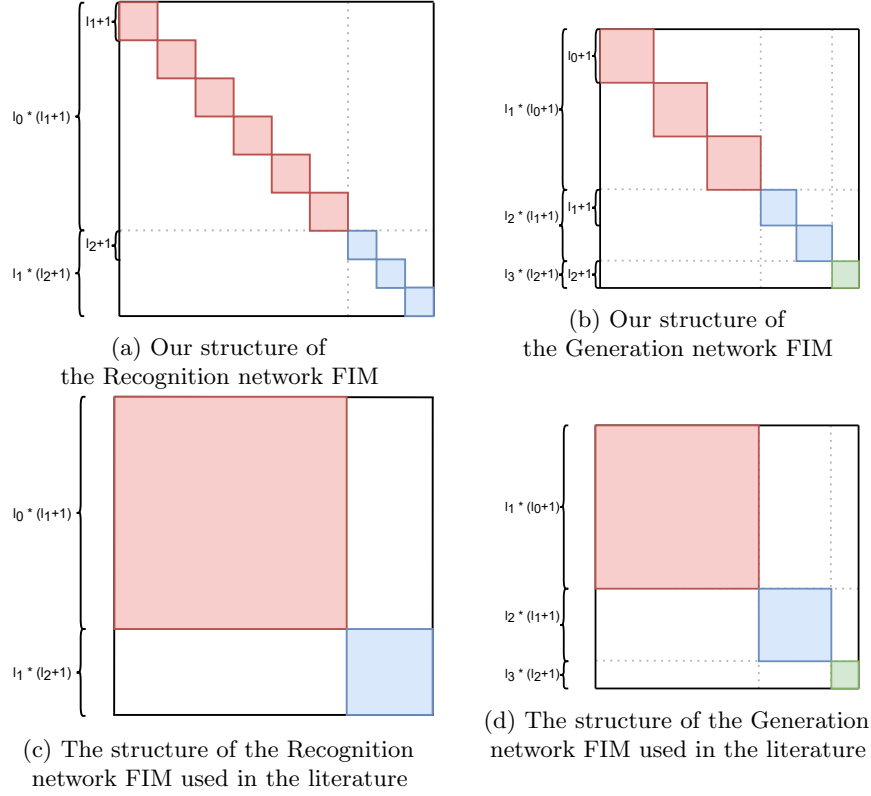 l1+1
l0 * (l1+1)
l2+1
l1 * (l2+1)
(a) Our structure of
the Recognition network FIM
l0+1
l1 * (l0+1)
l1+1
l2 * (l1+1)
l3 * (l2+1)
l2+1
(b) Our structure of
the Generation network FIM
l0 * (l1+1)
l1 * (l2+1)
(c) The structure of the Recognition
network FIM used in the literature
l1 * (l0+1)
l2 * (l1+1)
l3 * (l2+1)
(d) The structure of the Generation
network FIM used in the literature